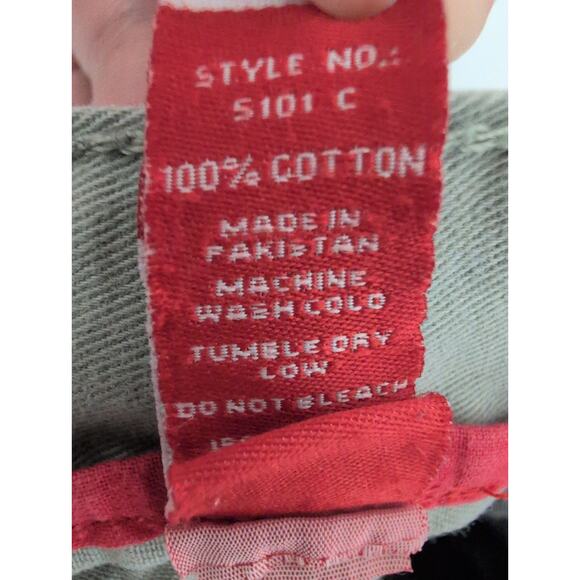 STYLE NO.:
5101 C
100% COTTON
MADE IN
PAKISTAN
MACHINE
WASH COLD
TUMBLE DRY
LOW
DO NOT BLEACH